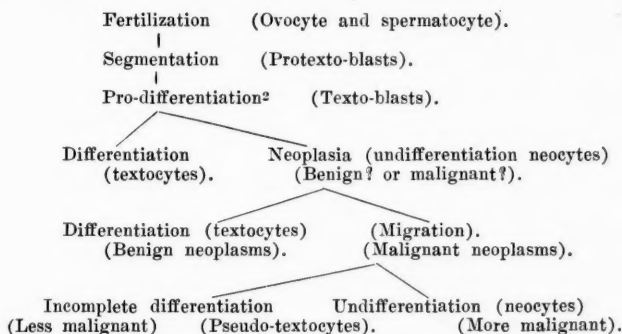 Fertilization (Ovocyte and spermatocyte).
Segmentation (Protexto-blasts).
Pro-differentiation² (Texto-blasts).
Differentiation Neoplasia (undifferentiation neocytes)
(textocytes). (Benign? or malignant?).
Differentiation (textocytes) (Migration).
(Benign neoplasms). (Malignant neoplasms).
Incomplete differentiation Undifferentiation (neocytes)
(Less malignant) (Pseudo-textocytes). (More malignant).